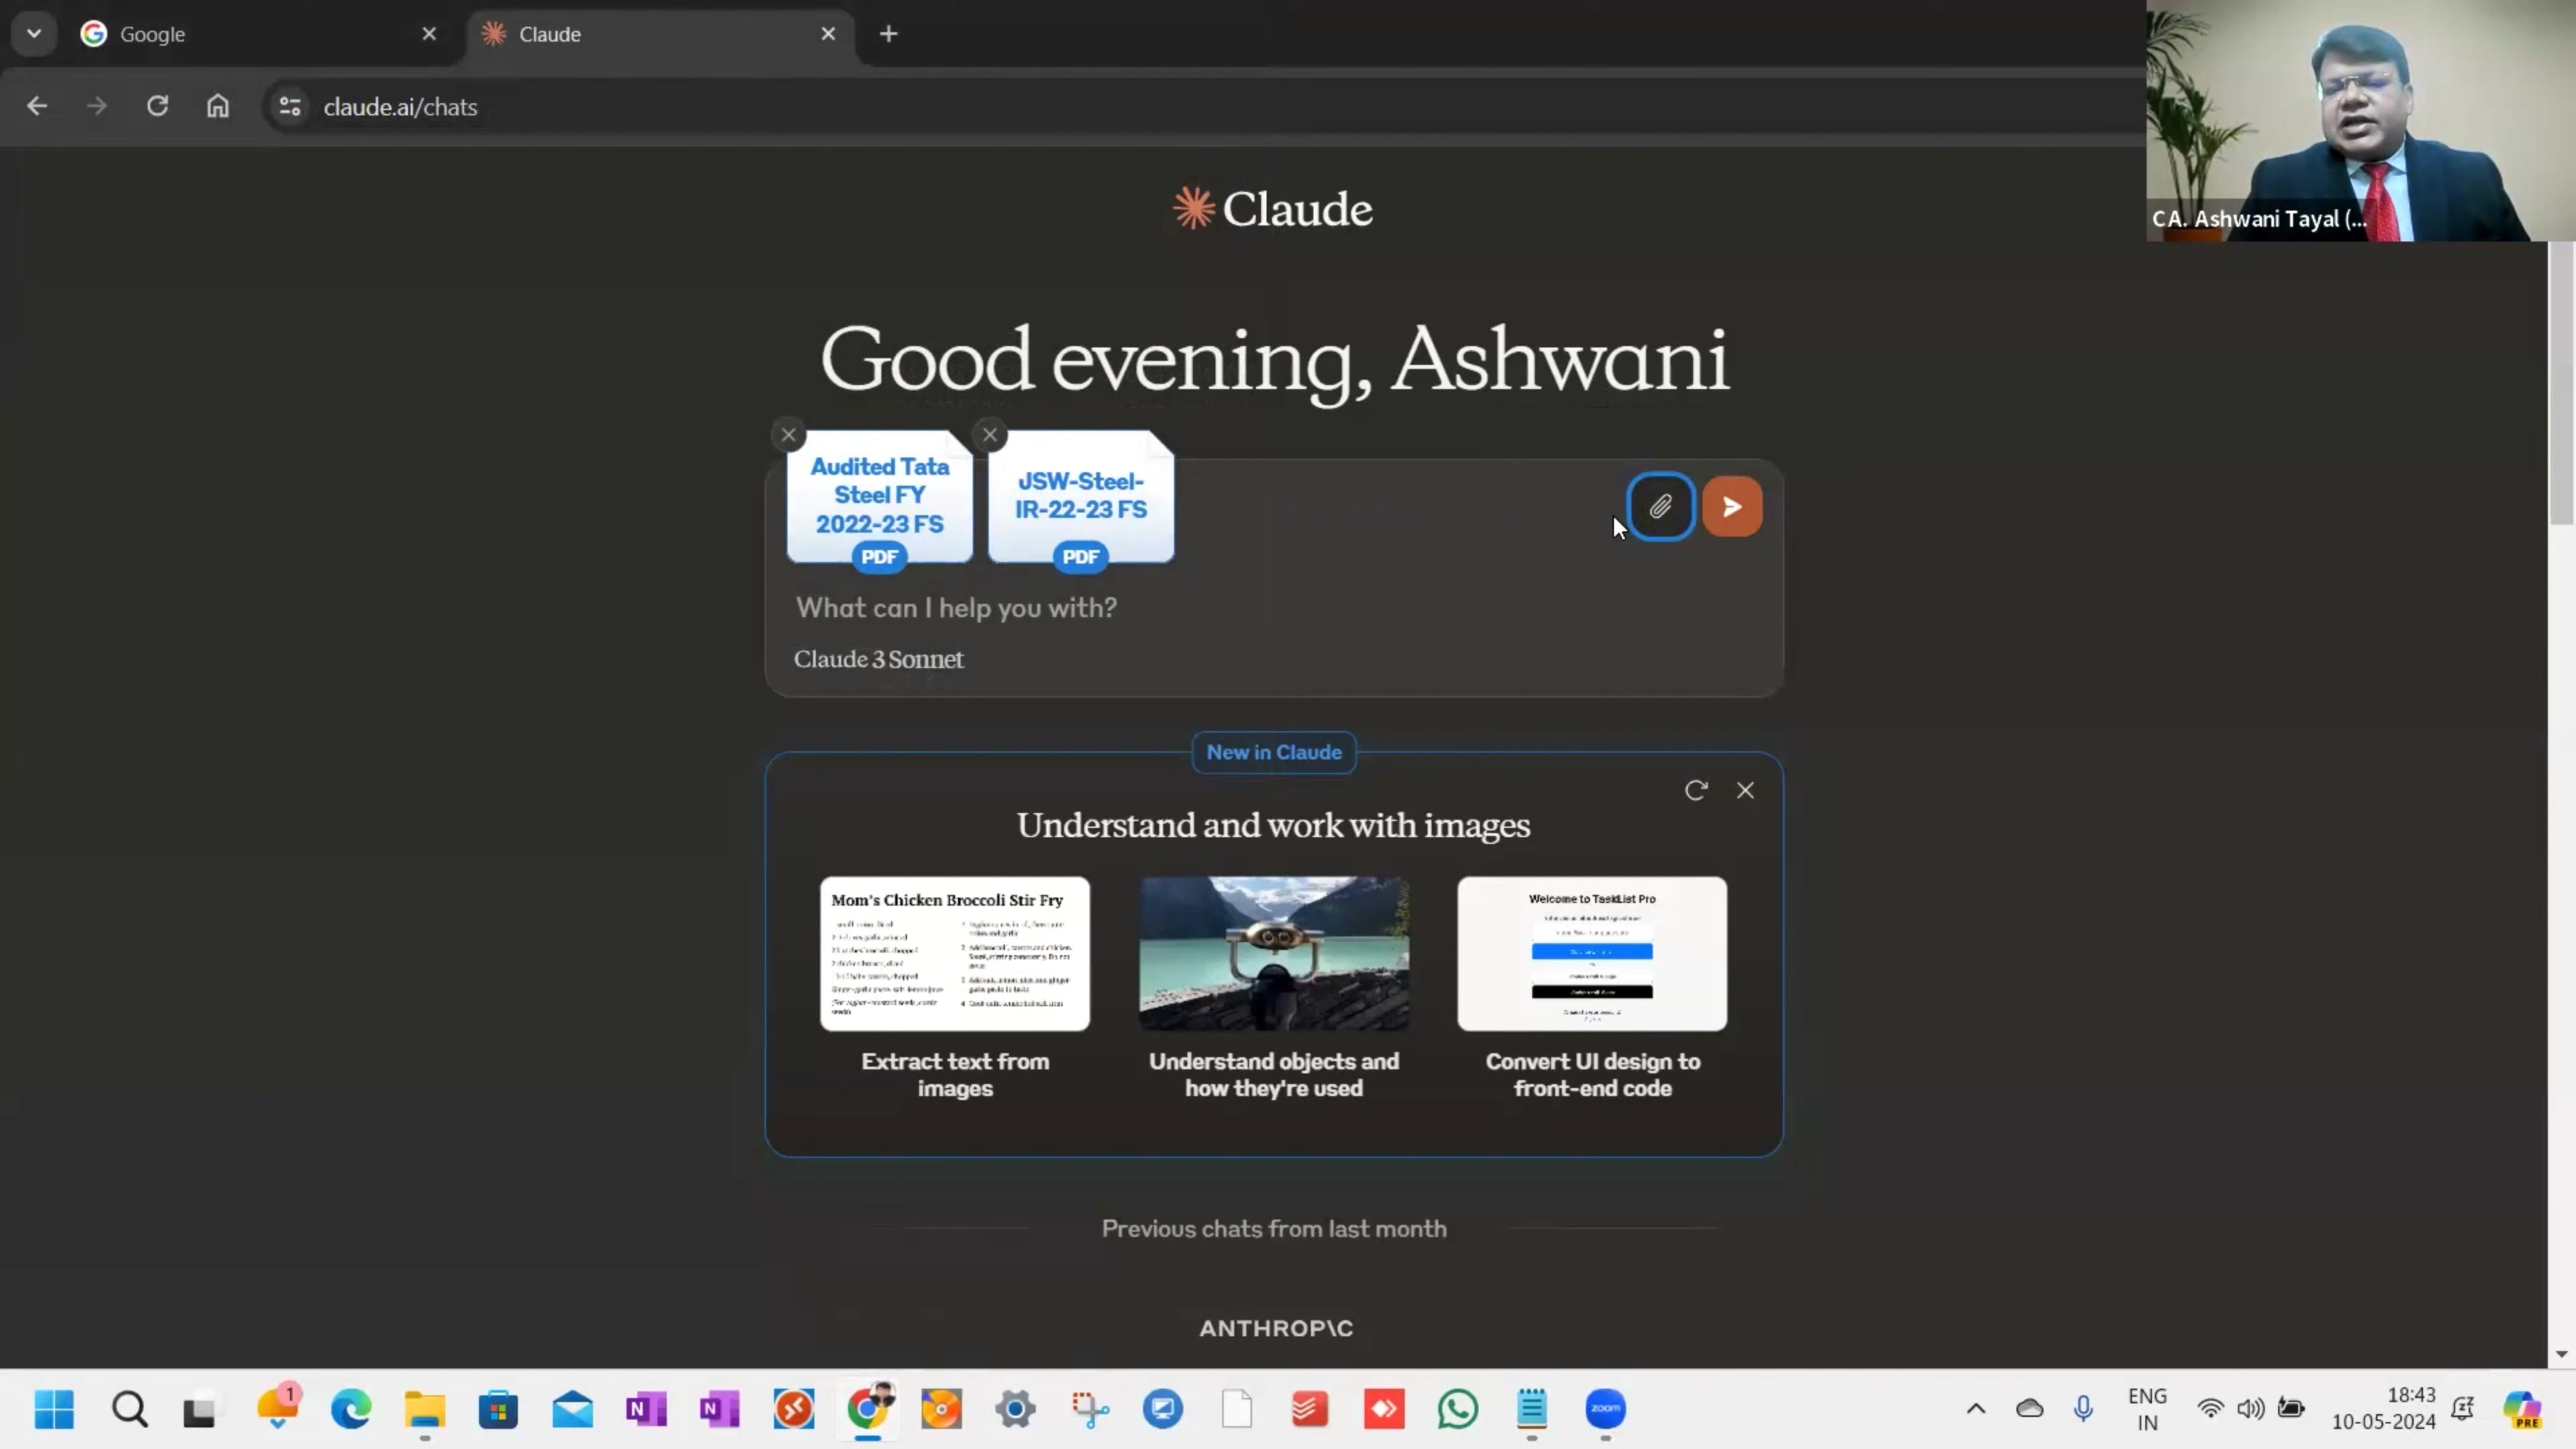 Google
Claude
claude.ai/chats
CA. Ashwani Tayal (...
Claude
Good evening, Ashwani
Audited Tata
Steel FY
2022-23 FS
PDF
JSW-Steel-
IR-22-23 FS
PDF
What can I help you with?
Claude 3 Sonnet
New in Claude
Understand and work with images
Mom's Chicken Broccoli Stir Fry
Welcome to TaskList Pro
Extract text from
images
Understand objects and
how they're used
Convert UI design to
front-end code
Previous chats from last month
ANTHROP\C
1
N
N
zoom
ENG
IN
18:43
10-05-2024
PRE